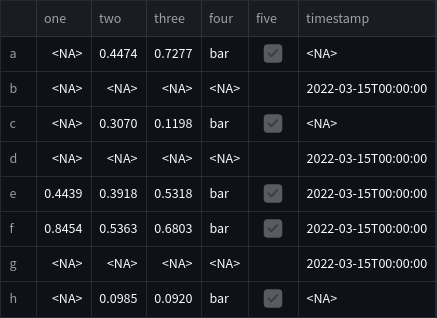 one two three four five timestamp
a <NA> 0.4474 0.7277 bar <NA>
b <NA> <NA> <NA> <NA> 2022-03-15T00:00:00
c <NA> 0.3070 0.1198 bar <NA>
d <NA> <NA> <NA> <NA> 2022-03-15T00:00:00
e 0.4439 0.3918 0.5318 bar 2022-03-15T00:00:00
f 0.8454 0.5363 0.6803 bar 2022-03-15T00:00:00
g <NA> <NA> <NA> <NA> 2022-03-15T00:00:00
h <NA> 0.0985 0.0920 bar <NA>